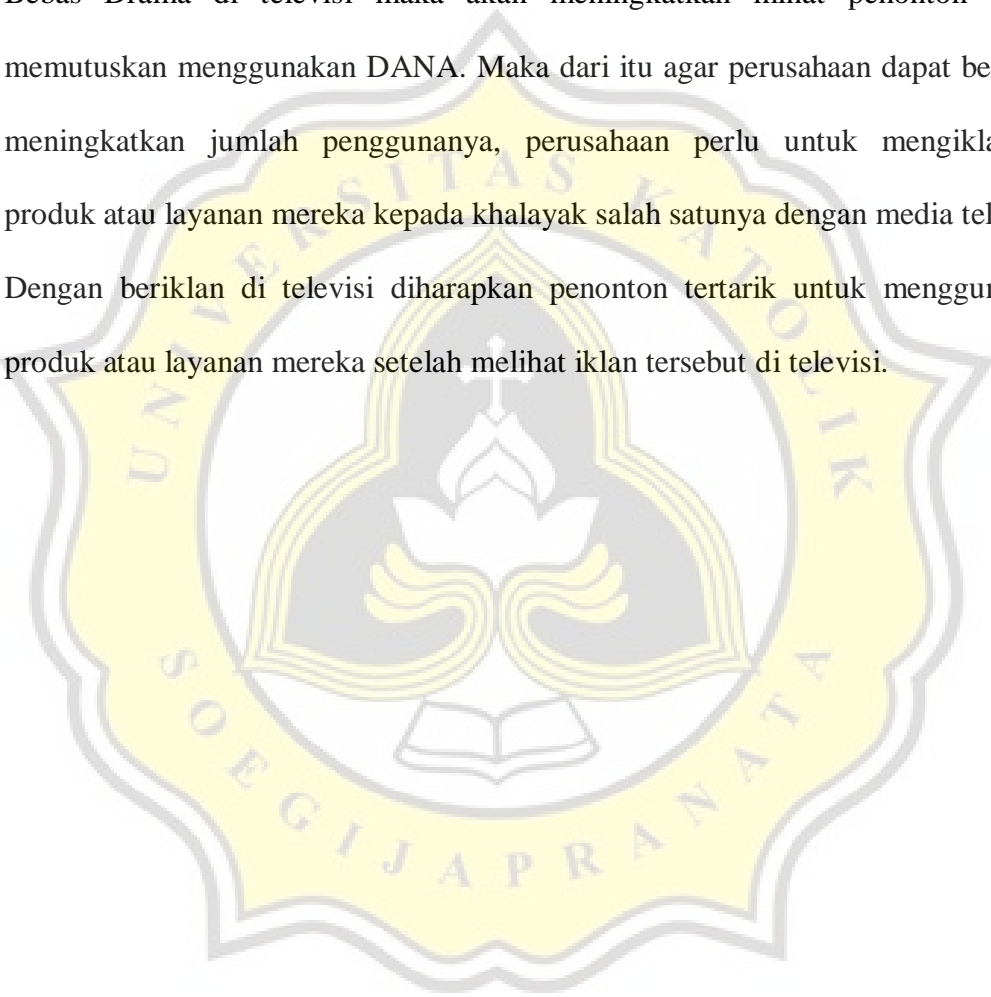 Bebas Drama di televisi maka akan meningkatkan minat penonton
memutuskan menggunakan DANA. Maka dari itu agar perusahaan dapat be
meningkatkan jumlah penggunanya, perusahaan perlu untuk mengikla
produk atau layanan mereka kepada khalayak salah satunya dengan media tel
Dengan beriklan di televisi diharapkan penonton tertarik untuk menggun
produk atau layanan mereka setelah melihat iklan tersebut di televisi.
UNIVERSITAS KATOLIK
SOEGIJAPRANATA